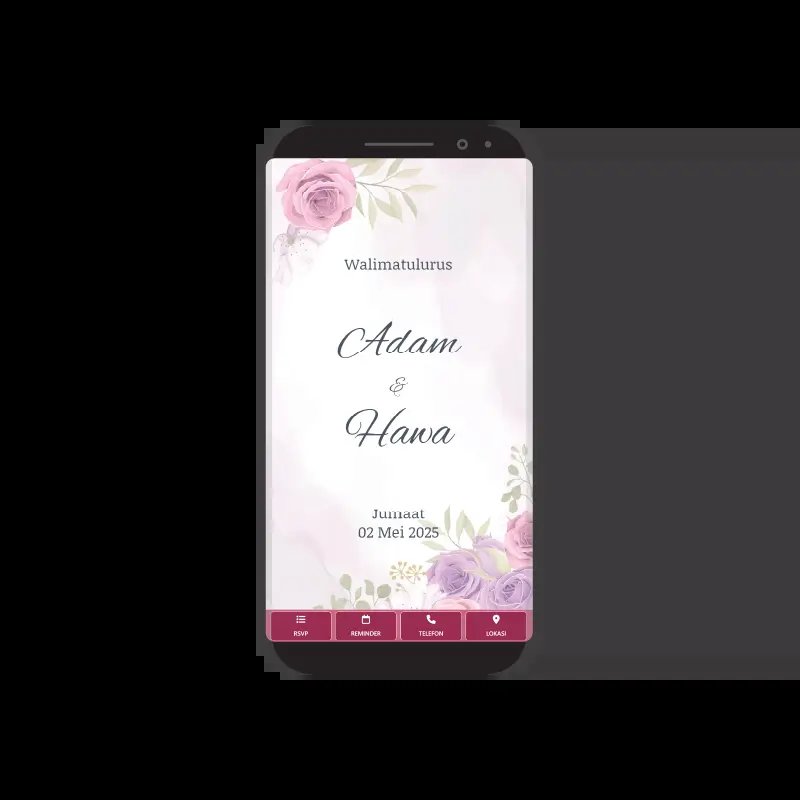 Walimatulurus
Adam
&
Hawa
Jumaat
02 Mei 2025
RSVP REMINDER TELEFON LOKASI